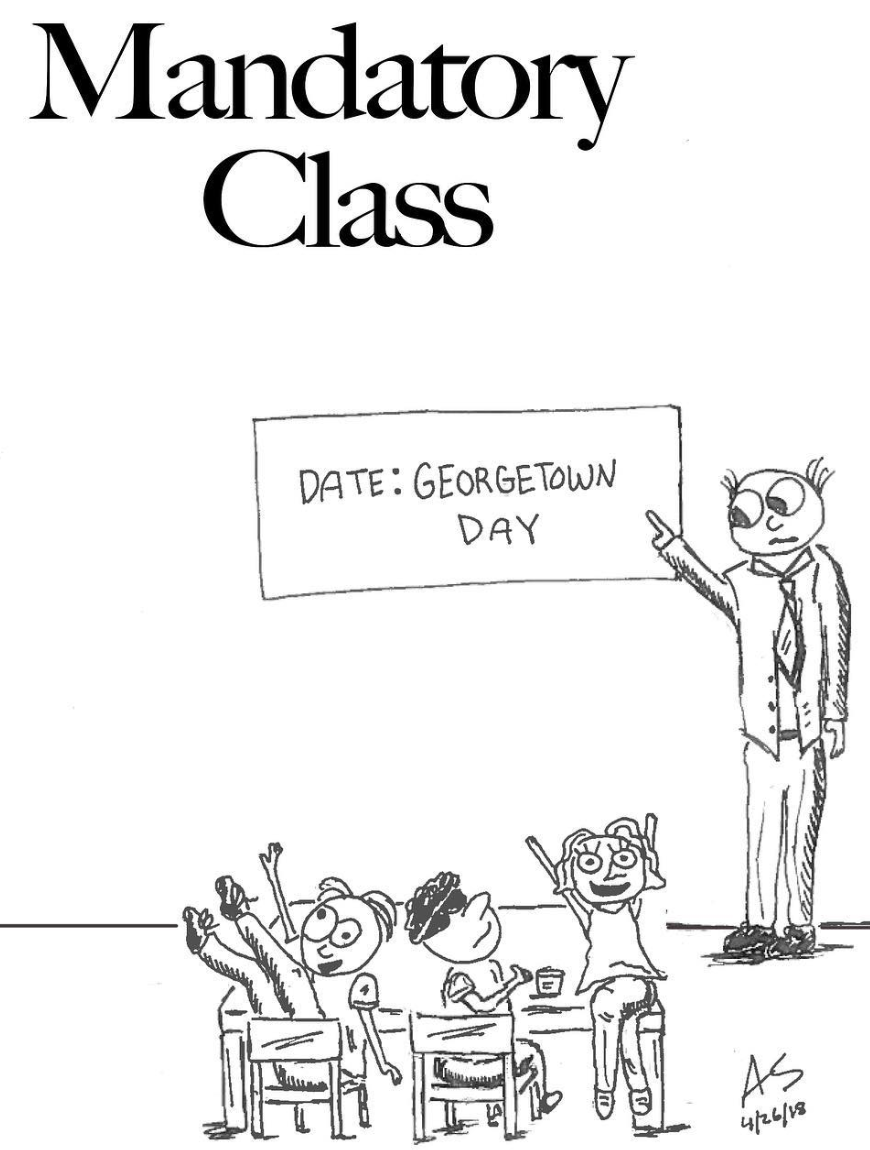 Mandatory
Class
DATE: GEORGETOWN
DAY
AS
4/26/18